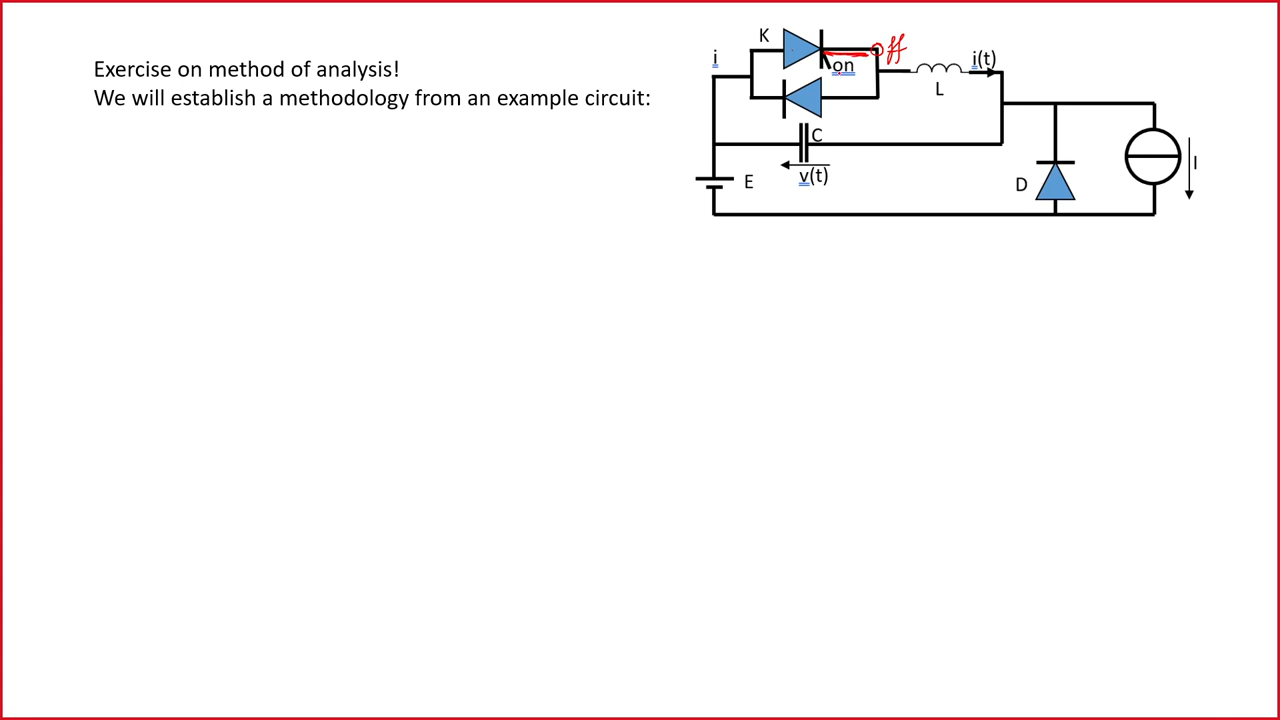 Exercise on method of analysis!
We will establish a methodology from an example circuit:
K
off
i
on
i(t)
L
C
v(t)
E
D
I